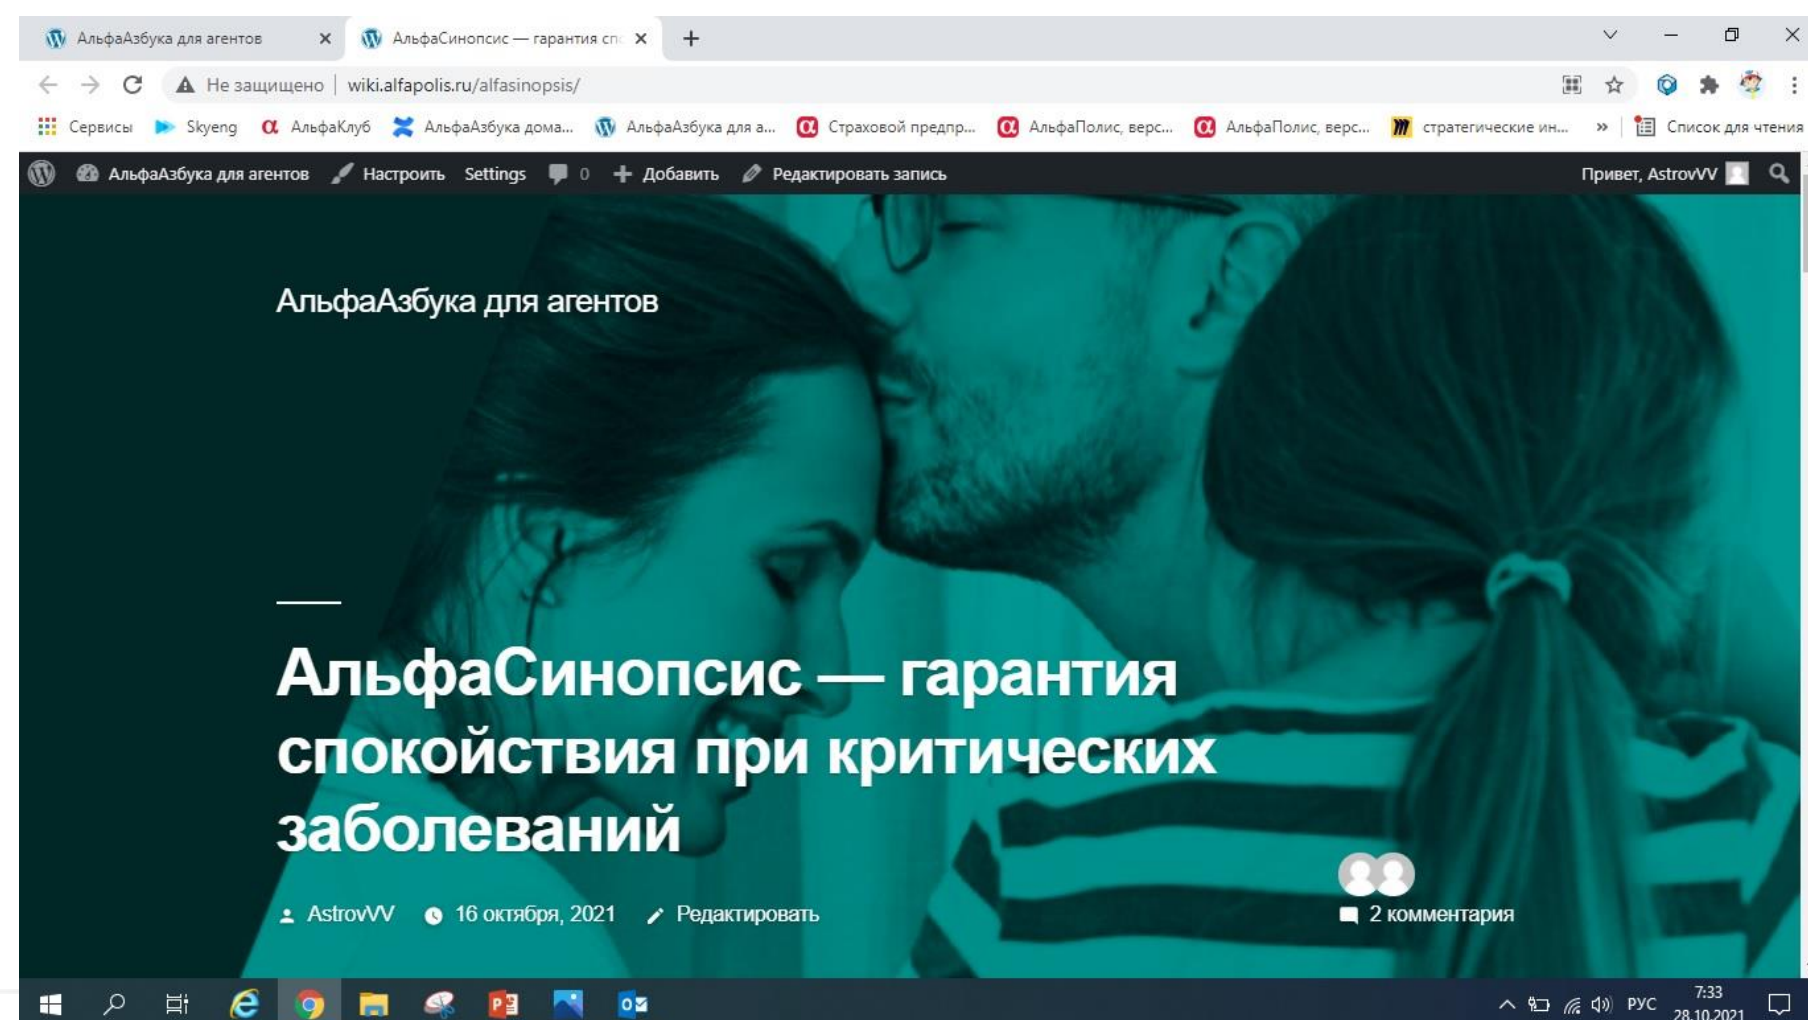 АльфаАзбука для агентов
АльфаСинопсис — гарантия спо
Не защищено | wiki.alfapolis.ru/alfasinopsis/
Сервисы Skyeng АльфаКлуб АльфаАзбука дома... АльфаАзбука для а... Страховой предпр... АльфаПолис, верс... АльфаПолис, верс... стратегические ин... » Список для чтения
АльфаАзбука для агентов Настроить Settings 0 Добавить Редактировать запись Привет, AstrovVV
АльфаАзбука для агентов
АльфаСинопсис — гарантия
спокойствия при критических
заболеваний
AstrovVV 16 октября, 2021 Редактировать
2 комментария
РУС
7:33
28.10.2021